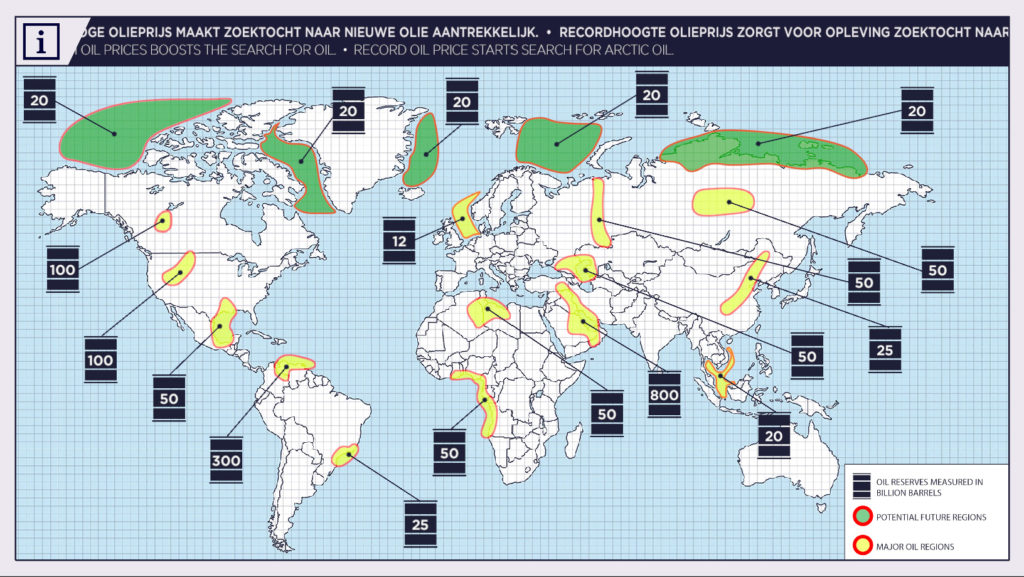 i
OGE OLIEPRIJS MAAKT ZOEKTOCHT NAAR NIEUWE OLIE AANTREKKELIJK. • RECORDHOOGTE OLIEPRIJS ZORGT VOOR OPLEVING ZOEKTOCHT NAAR
OIL PRICES BOOSTS THE SEARCH FOR OIL. • RECORD OIL PRICE STARTS SEARCH FOR ARCTIC OIL.
20
20
20
20
20
12
100
50
50
100
50
25
50
800
50
20
50
300
25
OIL RESERVES MEASURED IN
BILLION BARRELS
POTENTIAL FUTURE REGIONS
MAJOR OIL REGIONS